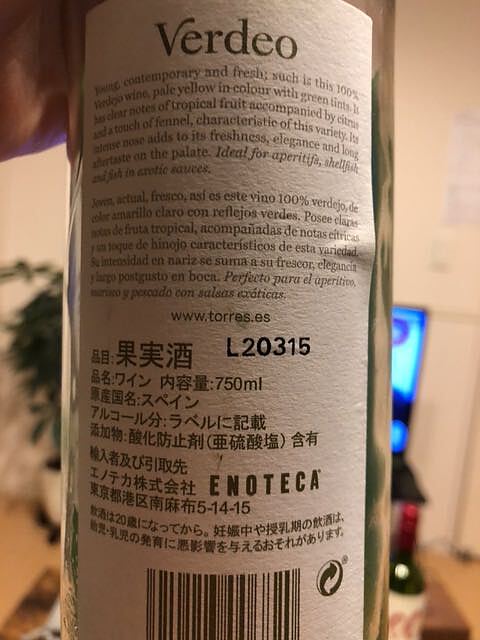 Verdeo
Young, contemporary and fresh; such is this 100%
Verdejo wine, pale yellow in colour with green tints. It
has clear notes of tropical fruit accompanied by citrus
and a touch of fennel, characteristic of this variety. Its
intense nose adds to its freshness, elegance and long
aftertaste on the palate. Ideal for aperitifs, shellfish
and fish in exotic sauces.
Joven, actual, fresco, así es este vino 100% verdejo, de
color amarillo claro con reflejos verdes. Posee claras
notas de fruta tropical, acompañadas de notas cítricas
y un toque de hinojo característicos de esta variedad.
Su intensidad en nariz se suma a su frescor, elegancia
y largo postgusto en boca. Perfecto para el aperitivo,
marisco y pescado con salsas exóticas.
www.torres.es
品目:果実酒 L20315
品名:ワイン 内容量:750ml
原産国名:スペイン
アルコール分:ラベルに記載
添加物:酸化防止剤(亜硫酸塩)含有
輸入者及び引取先
エノテカ株式会社 ENOTECA
東京都港区南麻布5-14-15
飲酒は20歳になってから。妊娠中や授乳期の飲酒は、
胎児・乳児の発育に悪影響を与えるおそれがあります。